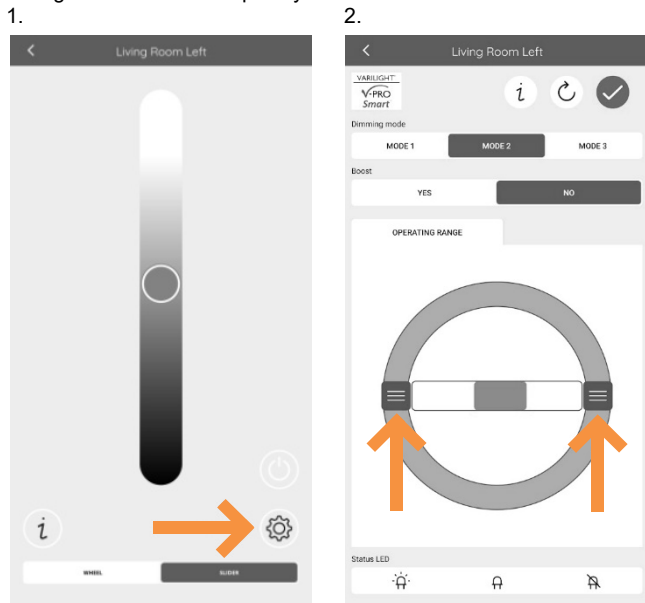 1.
2.
Living Room Left
i
WHEEL
SLIDER
Living Room Left
VARILIGHT
V-PRO
Smart
i
Dimming mode
MODE 1
MODE 2
MODE 3
Boost
YES
NO
OPERATING RANGE
Status LED